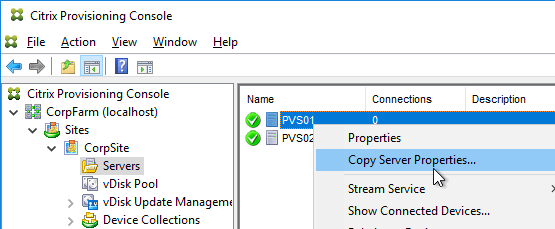 Citrix Provisioning Console
File Action View Window Help
Citrix Provisioning Console
CorpFarm (localhost)
Sites
CorpSite
Servers
vDisk Pool
vDisk Update Manageme
Device Collections
Name Connections Description
PVS01 0
PVS02
Properties
Copy Server Properties...
Stream Service
Show Connected Devices...